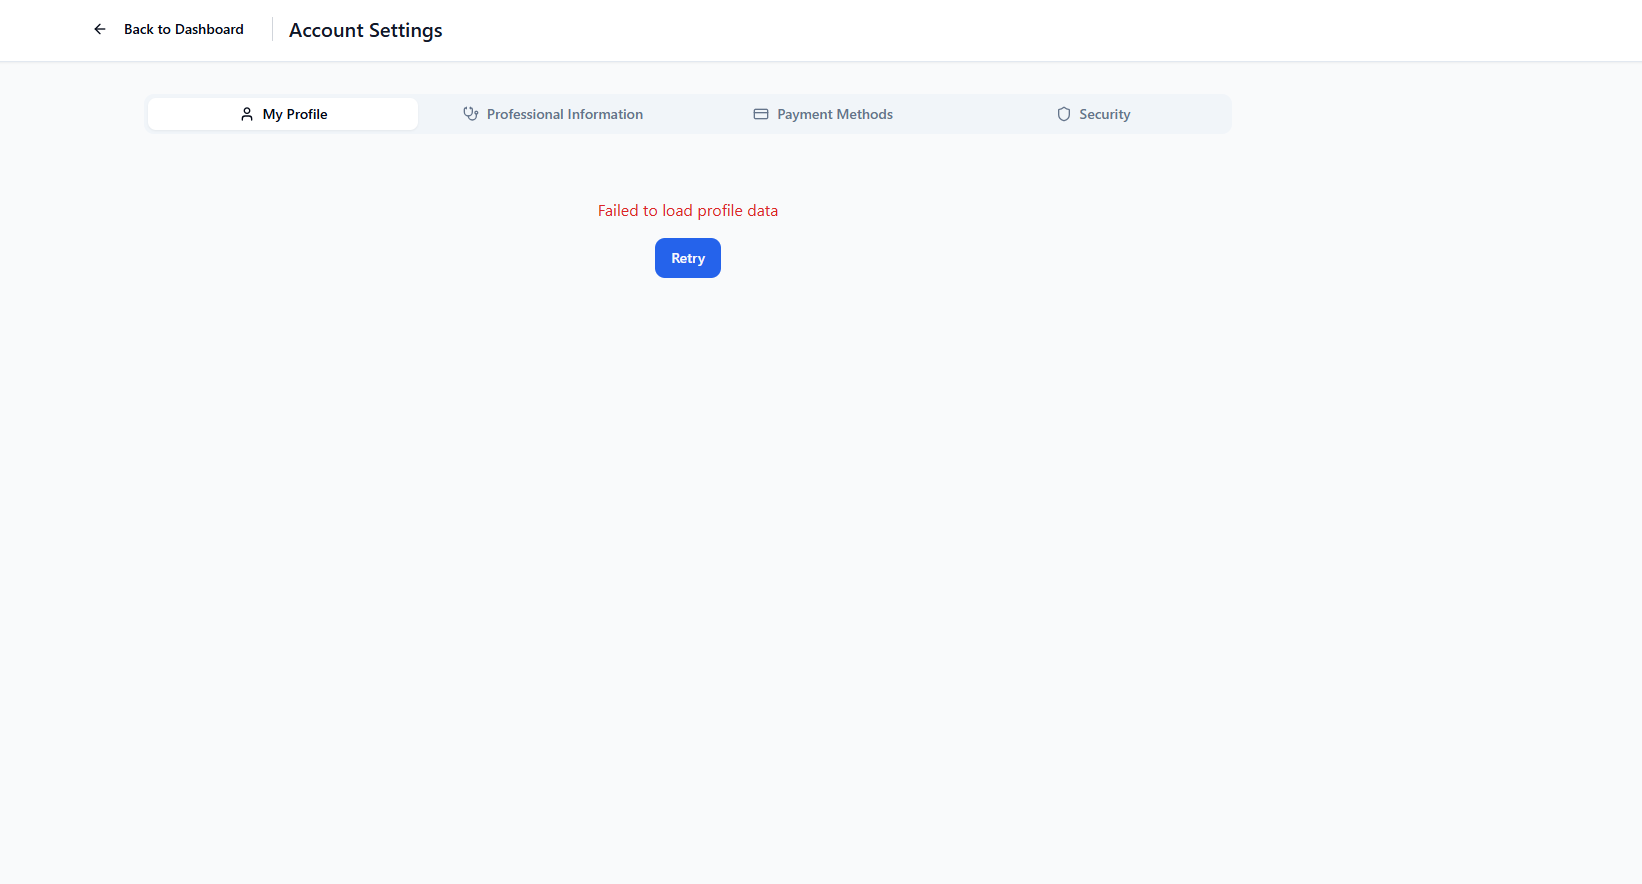 Back to Dashboard
Account Settings
My Profile
Professional Information
Payment Methods
Security
Failed to load profile data
Retry